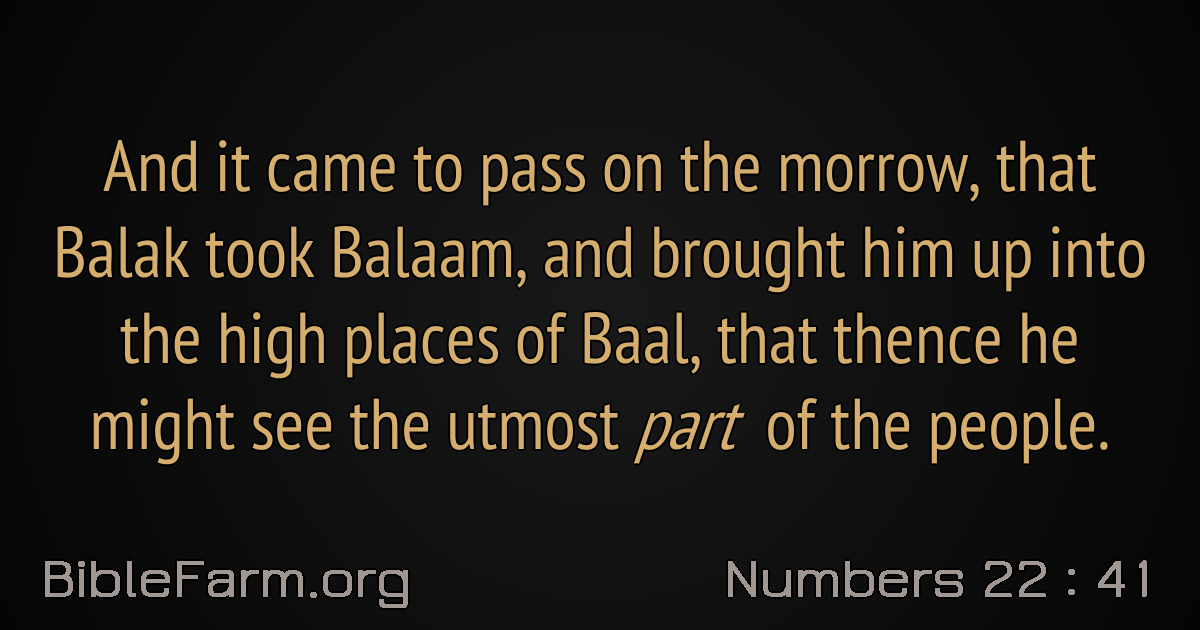 And it came to pass on the morrow, that
Balak took Balaam, and brought him up into
the high places of Baal, that thence he
might see the utmost part of the people.
BibleFarm.org
Numbers 22 : 41